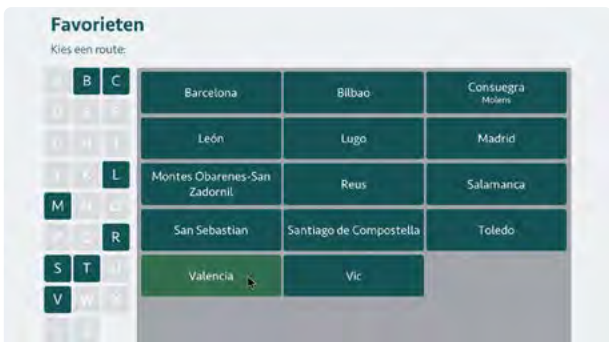 Favorieten
Kies een route:
B C
L
M
R
S T
V
Barcelona
Bilbao
Consuegra
Molens
León
Lugo
Madrid
Montes Obarenes-San
Zadornil
Reus
Salamanca
San Sebastian
Santiago de Compostella
Toledo
Valencia
Vic